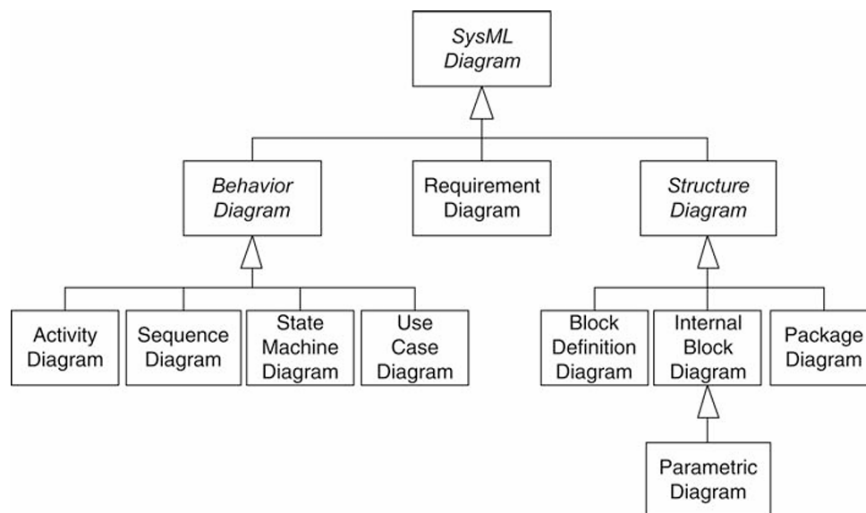 SysML
Diagram
Behavior
Diagram
Requirement
Diagram
Structure
Diagram
Activity
Diagram
Sequence
Diagram
State
Machine
Diagram
Use
Case
Diagram
Block
Definition
Diagram
Internal
Block
Diagram
Package
Diagram
Parametric
Diagram